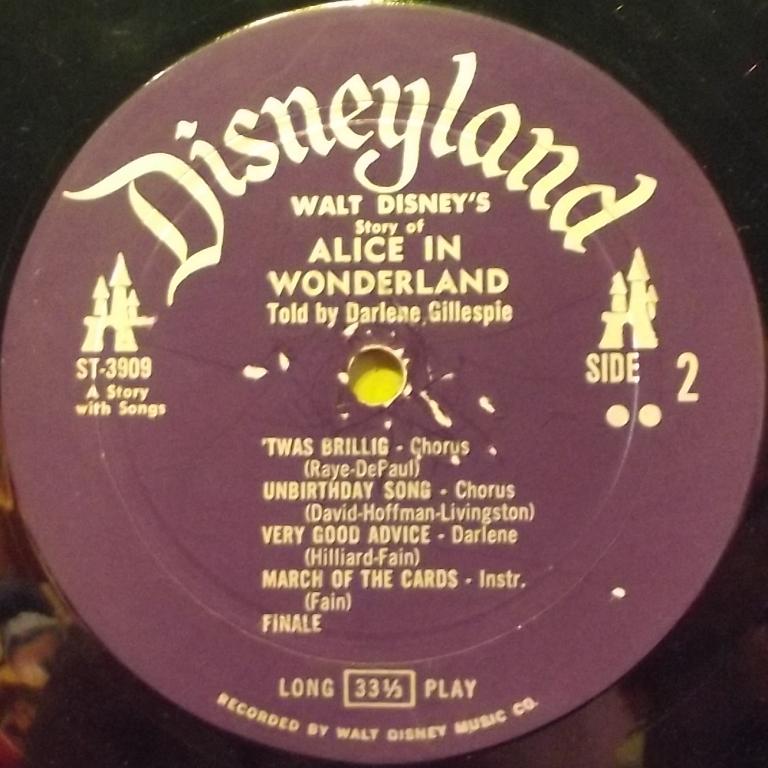 Disneyland
WALT DISNEY'S
Story of
ALICE IN
WONDERLAND
Told by Darlene Gillespie
ST-3909
A Story
with Songs
SIDE 2
'TWAS BRILLIG - Chorus
(Raye-DePaul)
UNBIRTHDAY SONG - Chorus
(David-Hoffman-Livingston)
VERY GOOD ADVICE - Darlene
(Hilliard-Fain)
MARCH OF THE CARDS - Instr.
(Fain)
FINALE
LONG 33⅓ PLAY
RECORDED BY WALT DISNEY MUSIC CO.